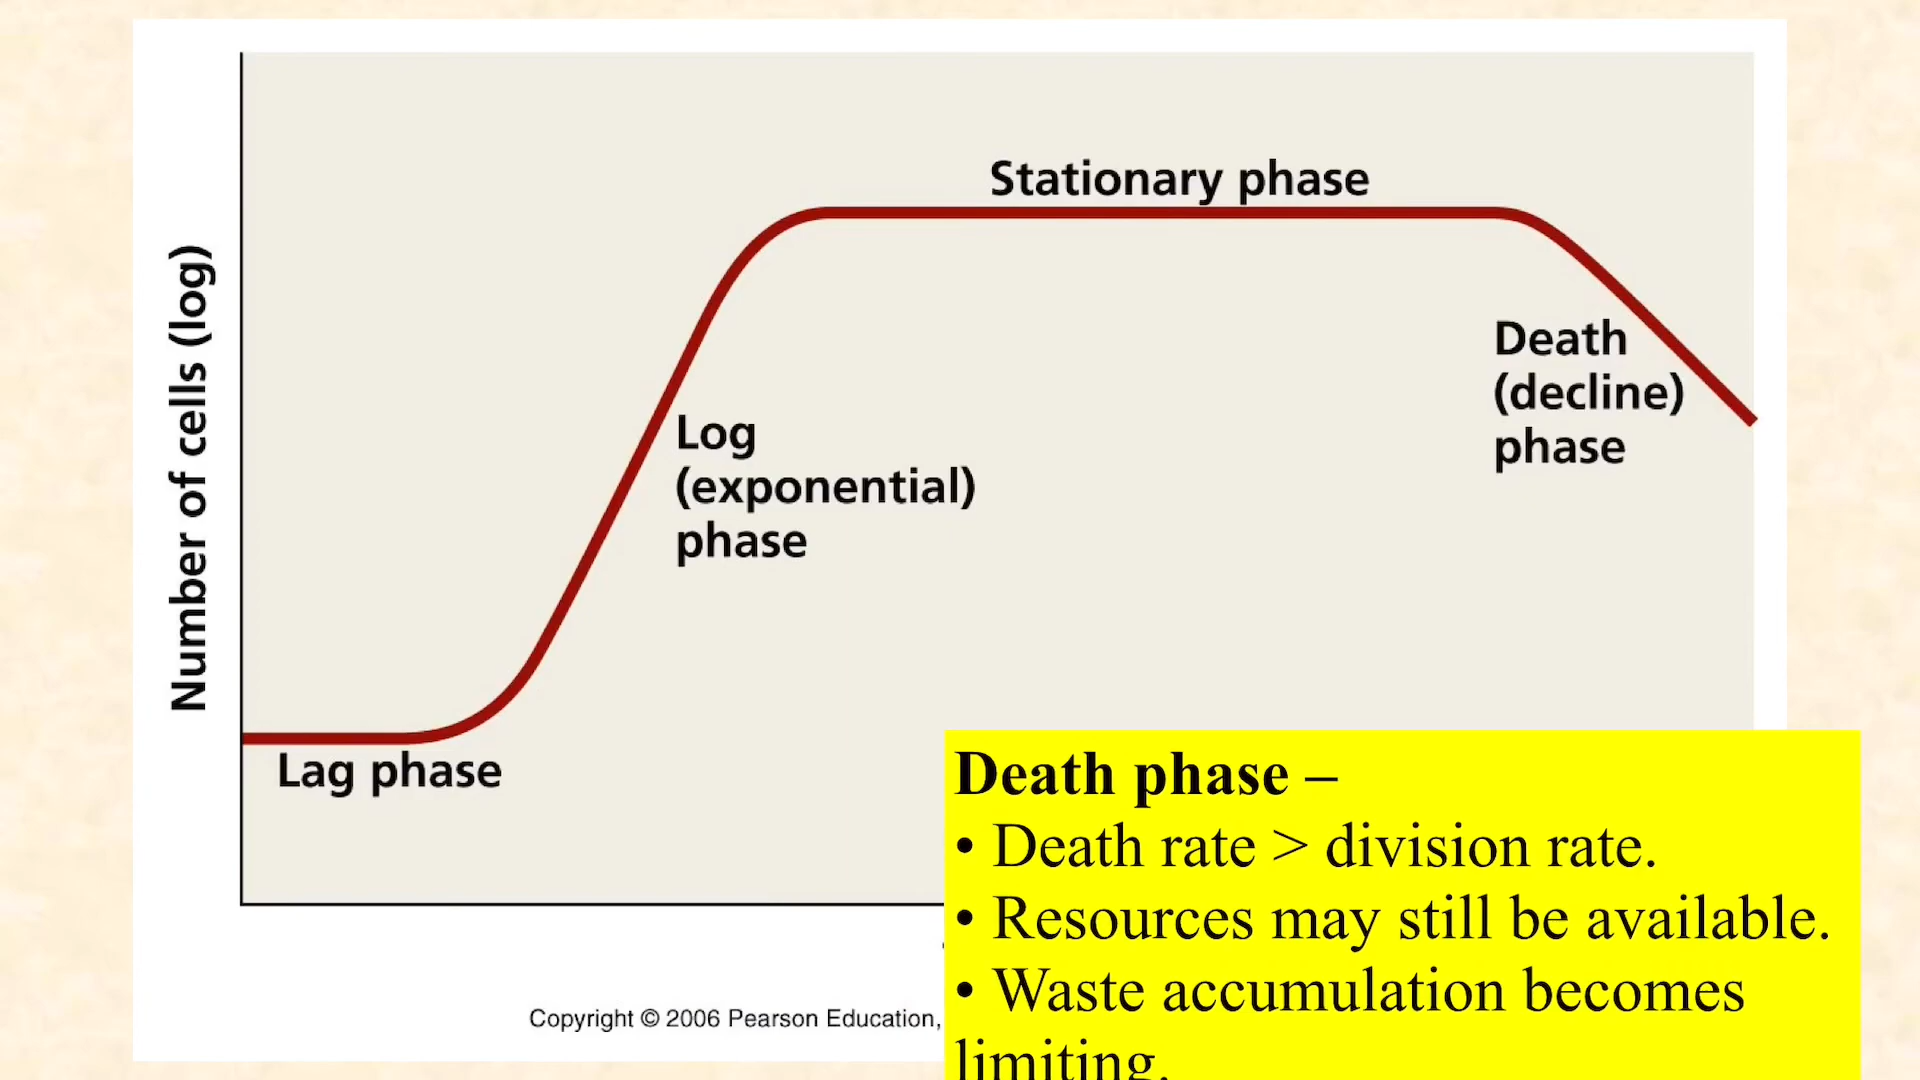 Number of cells (log)
Stationary phase
Death
(decline)
phase
Log
(exponential)
phase
Lag phase
Death phase –
• Death rate > division rate.
• Resources may still be available.
• Waste accumulation becomes
limiting.
Copyright © 2006 Pearson Education,